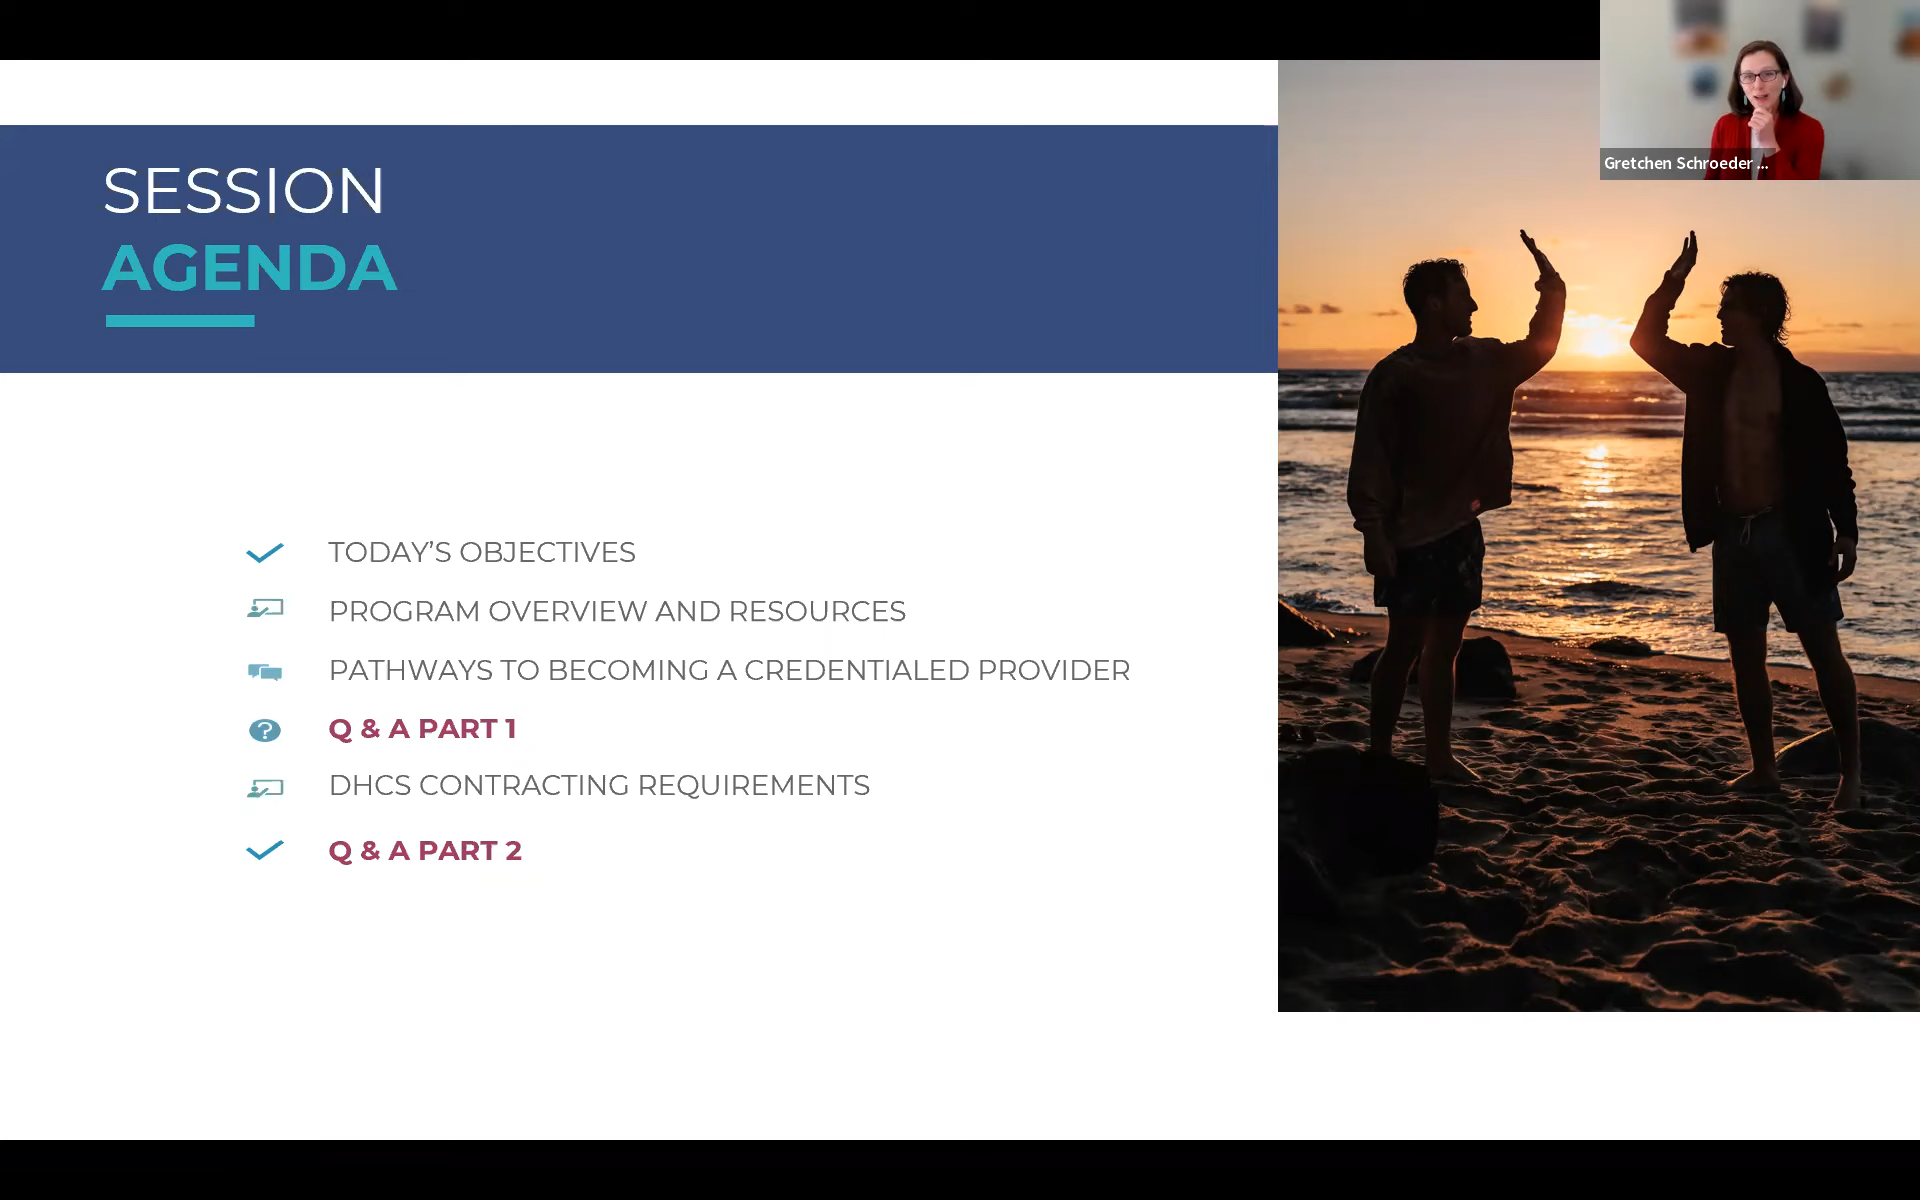 SESSION
AGENDA
TODAY’S OBJECTIVES
PROGRAM OVERVIEW AND RESOURCES
PATHWAYS TO BECOMING A CREDENTIALED PROVIDER
Q & A PART 1
DHCS CONTRACTING REQUIREMENTS
Q & A PART 2
Gretchen Schroeder ...